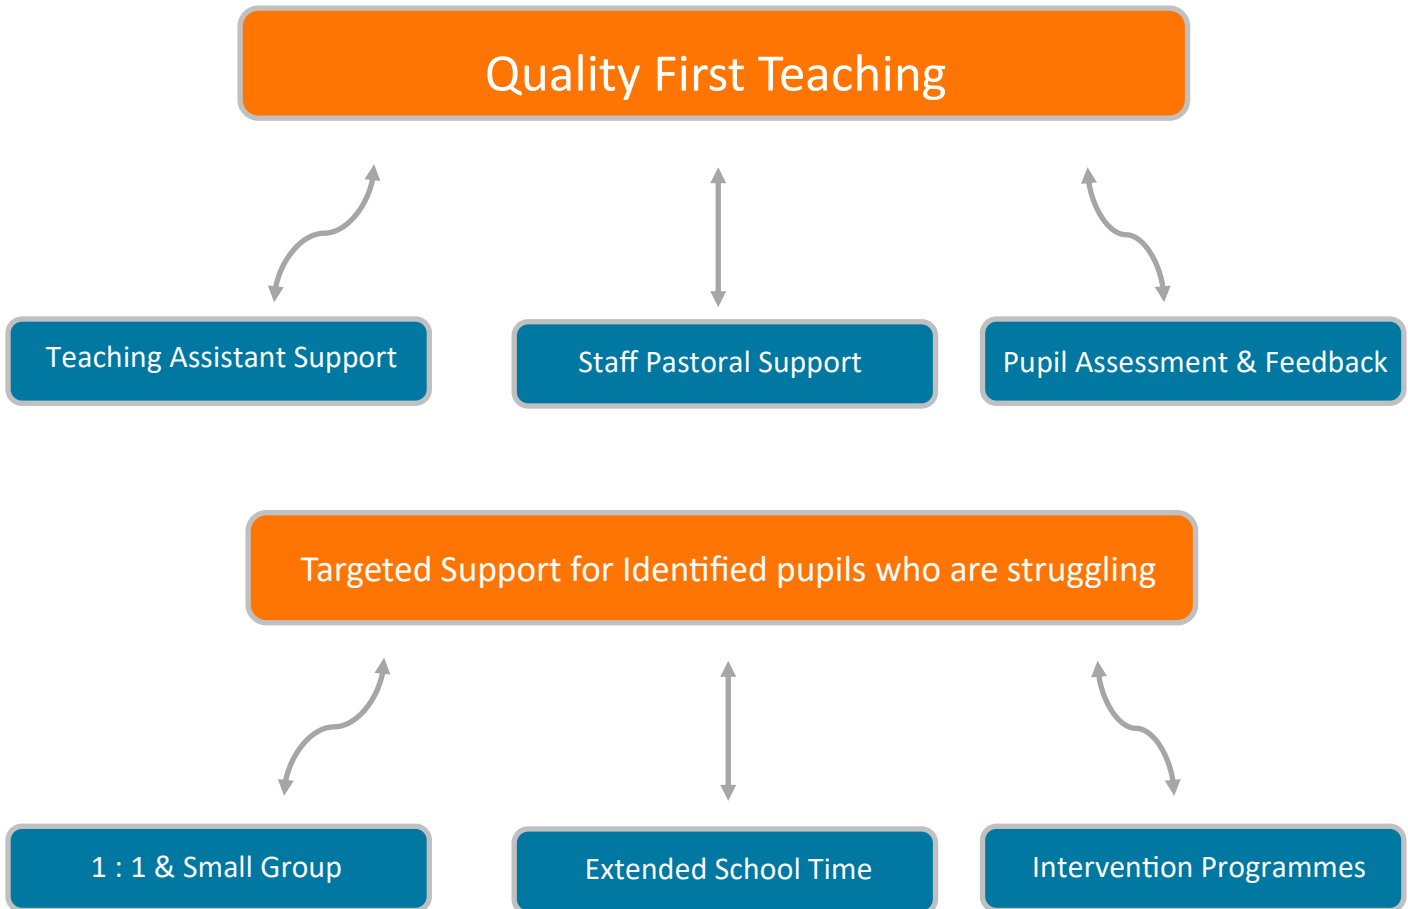 Quality First Teaching
Teaching Assistant Support
Staff Pastoral Support
Pupil Assessment & Feedback
Targeted Support for Identified pupils who are struggling
1 : 1 & Small Group
Extended School Time
Intervention Programmes